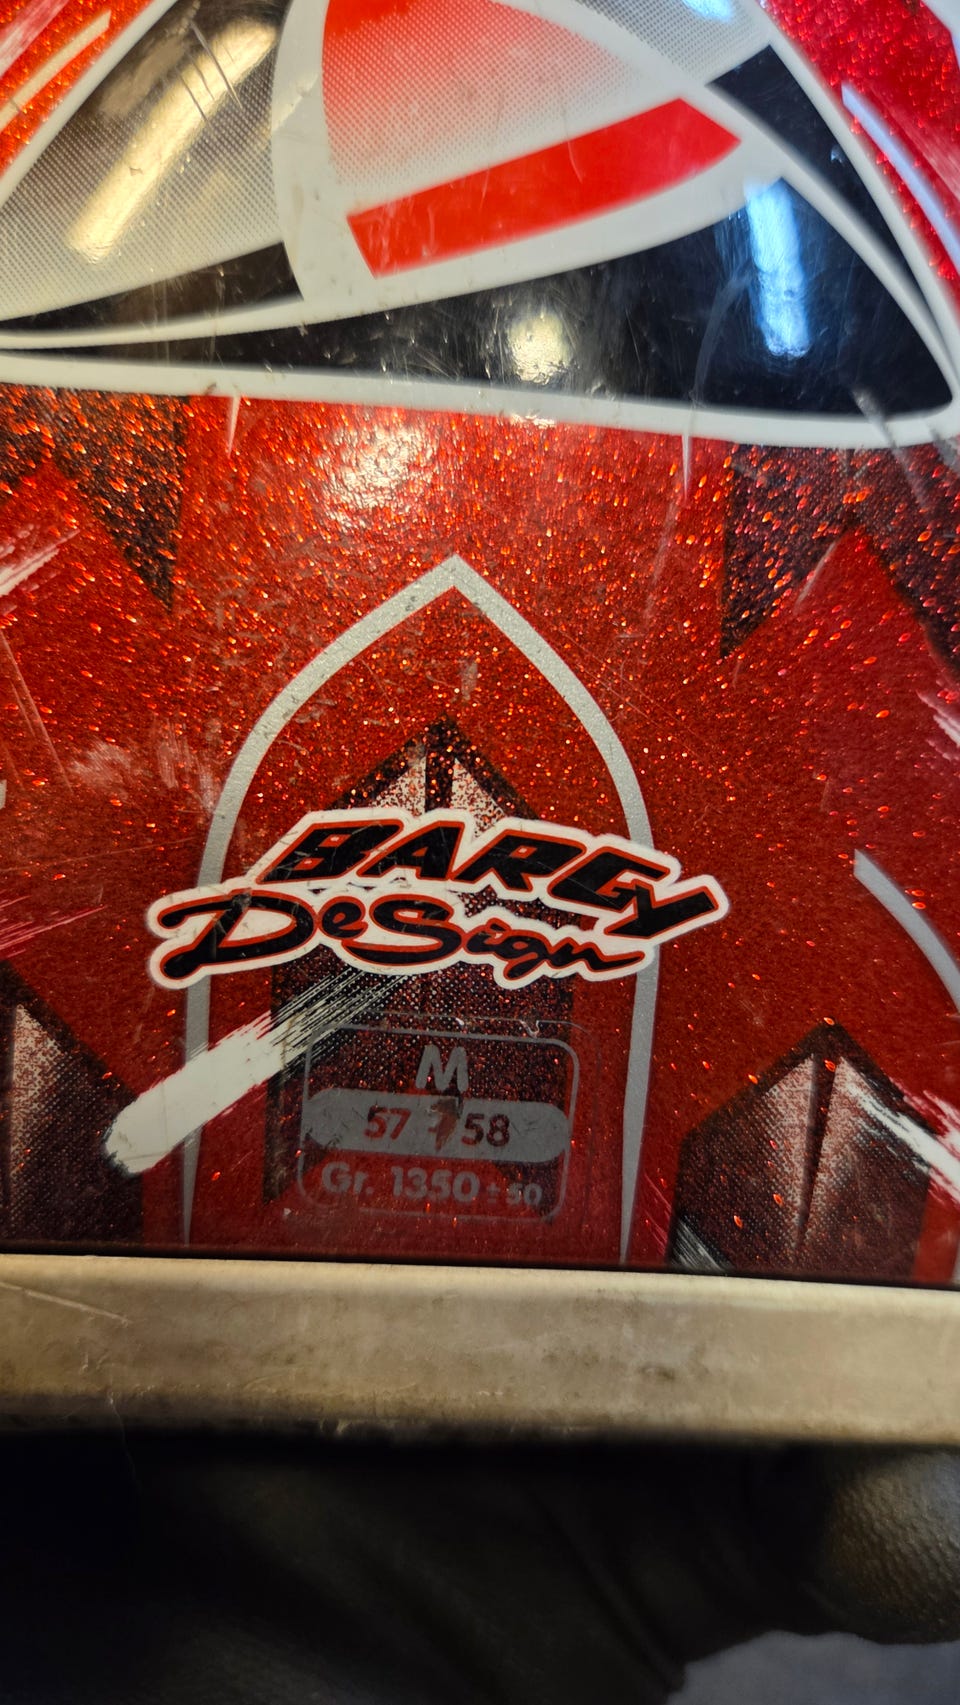 BARGY
DeSign
M
57 - 58
Gr. 1350 ± 50